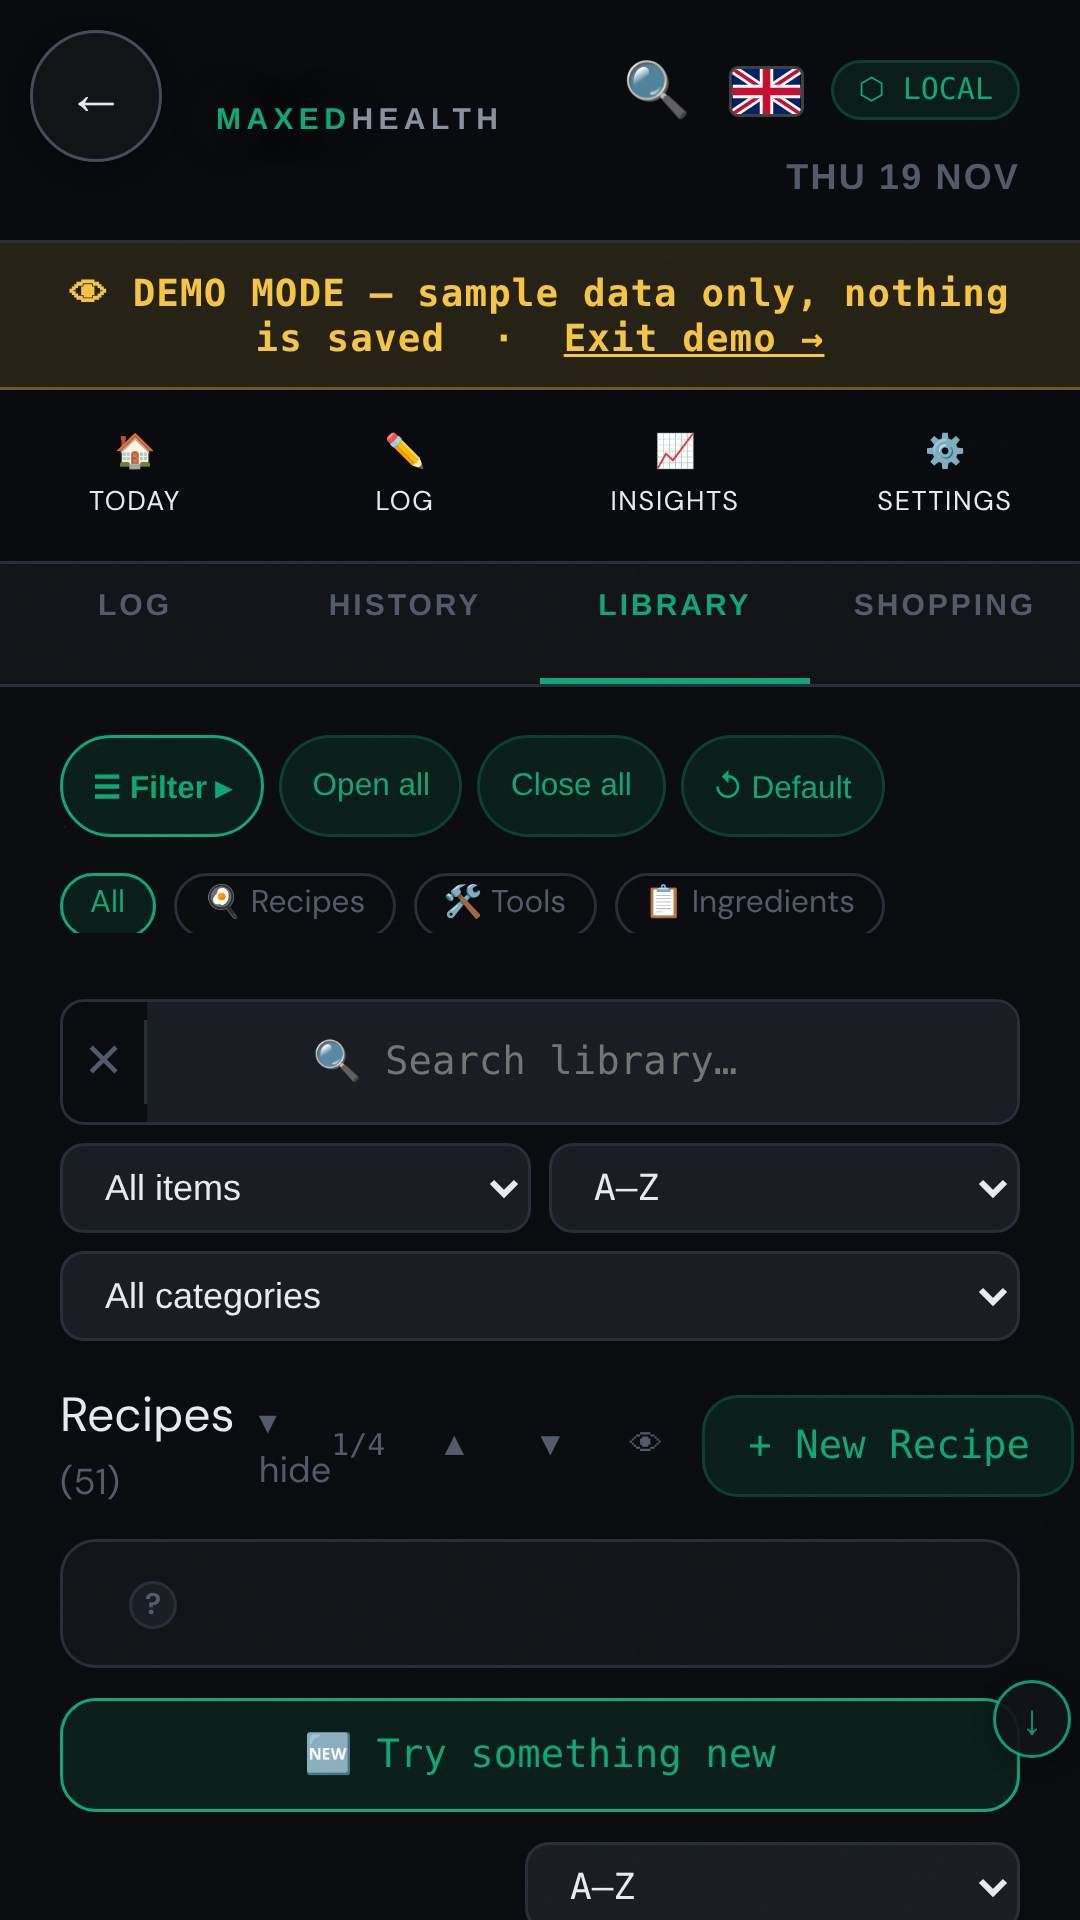 ←
MAXEDHEALTH
🔍
⬡ LOCAL
THU 19 NOV
👁 DEMO MODE — sample data only, nothing
is saved · Exit demo →
🏠 ✏️ 📈 ⚙️
TODAY LOG INSIGHTS SETTINGS
LOG HISTORY LIBRARY SHOPPING
☰ Filter ▸ Open all Close all ↺ Default
All 🍳 Recipes 🛠️ Tools 📋 Ingredients
✕ 🔍 Search library…
All items A–Z
All categories
Recipes ▾ 1/4 ▲ ▼ 👁 + New Recipe
(51) hide
?
↓
🆕 Try something new
A–Z